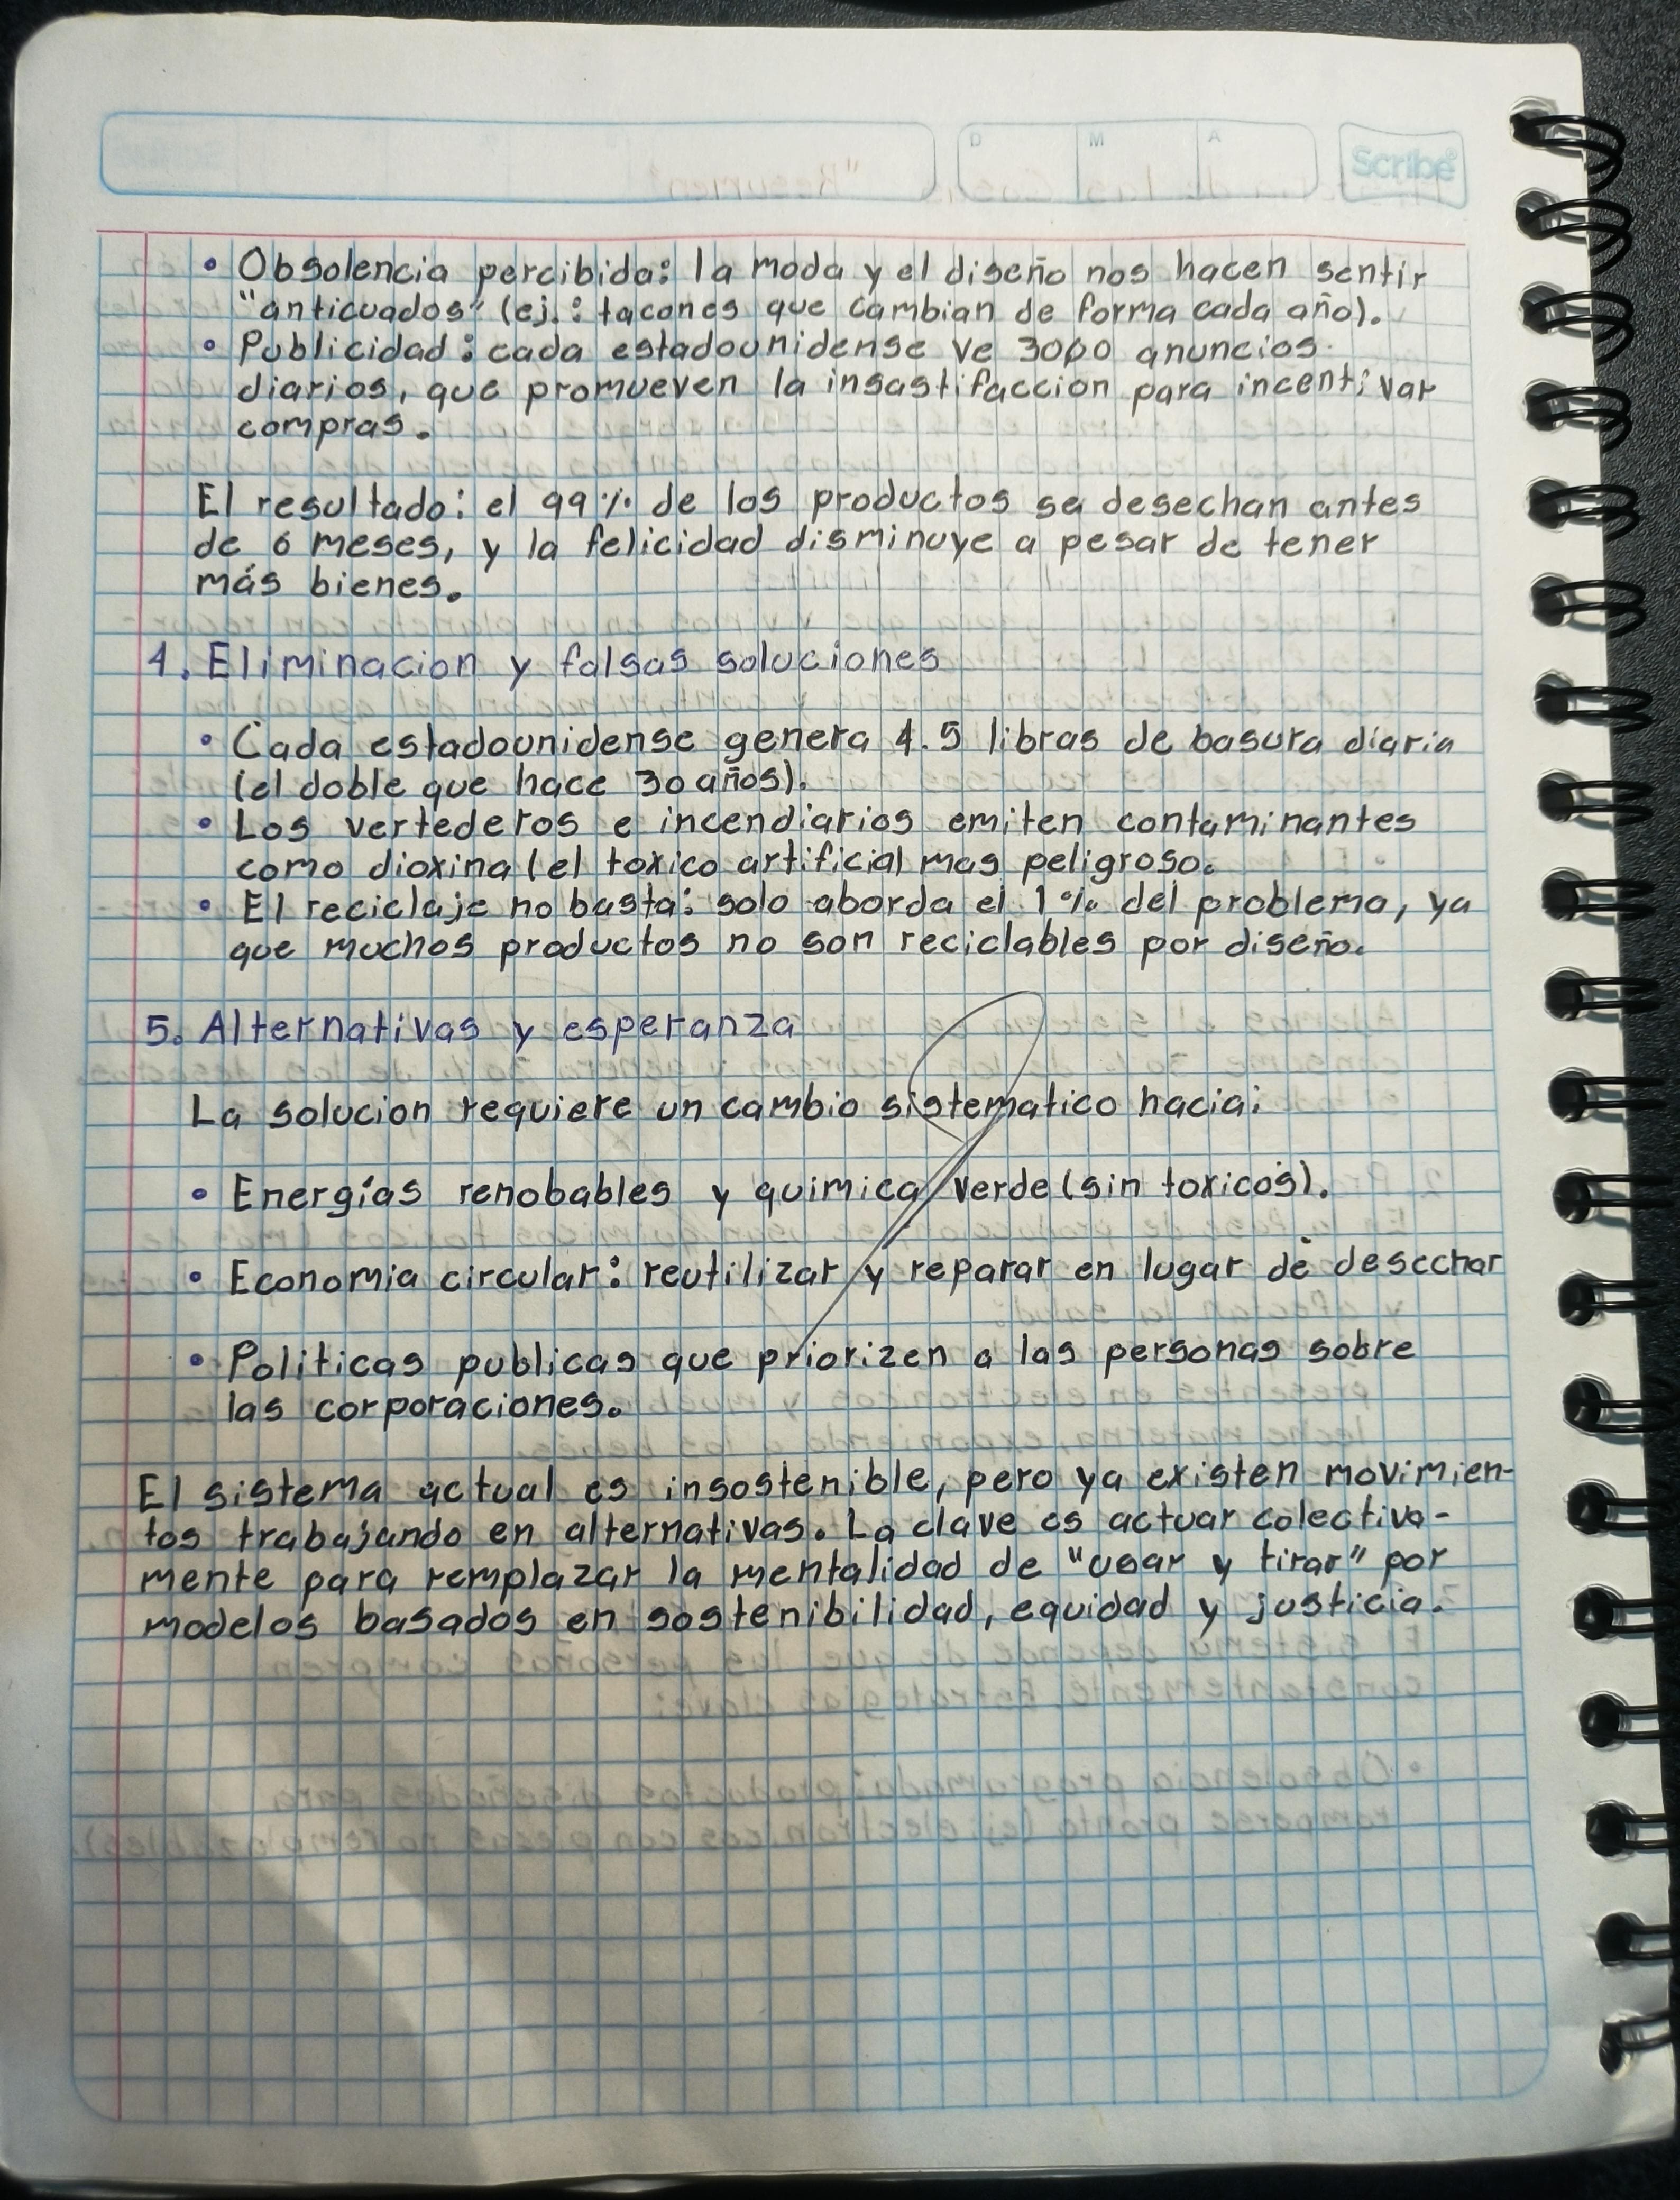 D M A Scribe
• Obsolencia percibida: la moda y el diseño nos hacen sentir
"anticuados" (ej.: tacones que cambian de forma cada año).
• Publicidad: cada estadounidense ve 3000 anuncios
diarios, que promueven la insastifaccion para incentivar
compras.
El resultado: el 99% de los productos se desechan antes
de 6 meses, y la felicidad disminuye a pesar de tener
más bienes.
4. Eliminacion y falsas soluciones
• Cada estadounidense genera 4.5 libras de basura diaria
(el doble que hace 30 años).
• Los vertederos e incendiarios emiten contaminantes
como dioxina (el toxico artificial mas peligroso.
• El reciclaje no basta: solo aborda el 1% del problema, ya
que muchos productos no son reciclables por diseño.
5. Alternativas y esperanza
La solucion requiere un cambio sistematico hacia:
• Energías renobables y quimica verde (sin toxicos).
• Economia circular: reutilizar y reparar en lugar de desechar
• Politicas publicas que priorizen a las personas sobre
las corporaciones.
El sistema actual es insostenible, pero ya existen movimien-
tos trabajando en alternativas. La clave es actuar colectiva-
mente para remplazar la mentalidad de "usar y tirar" por
modelos basados en sostenibilidad, equidad y justicia.